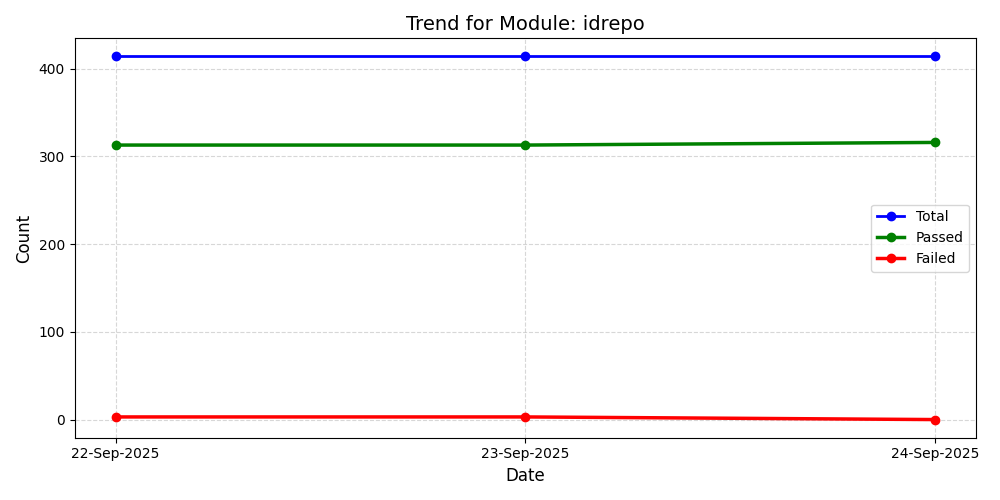 Trend for Module: idrepo
Count
400
300
200
100
0
Total
Passed
Failed
22-Sep-2025
23-Sep-2025
24-Sep-2025
Date